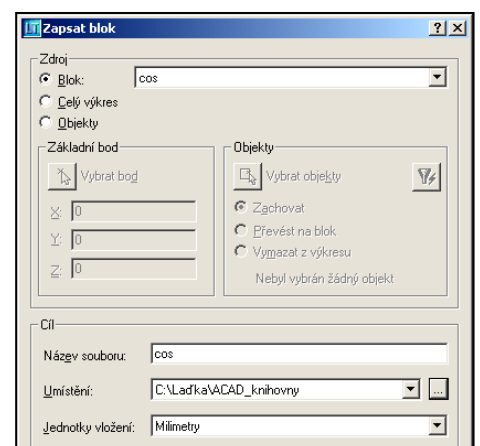 LT Zapsat blok ? X
Zdroj
Blok: cos
Celý výkres
Objekty
Základní bod
Vybrat bod
X: 0
Y: 0
Z: 0
Objekty
Vybrat objekty
Zachovat
Převést na blok
Vymazat z výkresu
Nebyl vybrán žádný objekt
Cíl
Název souboru: cos
Umístění: C:\Laďka\ACAD_knihovny ...
Jednotky vložení: Milimetry